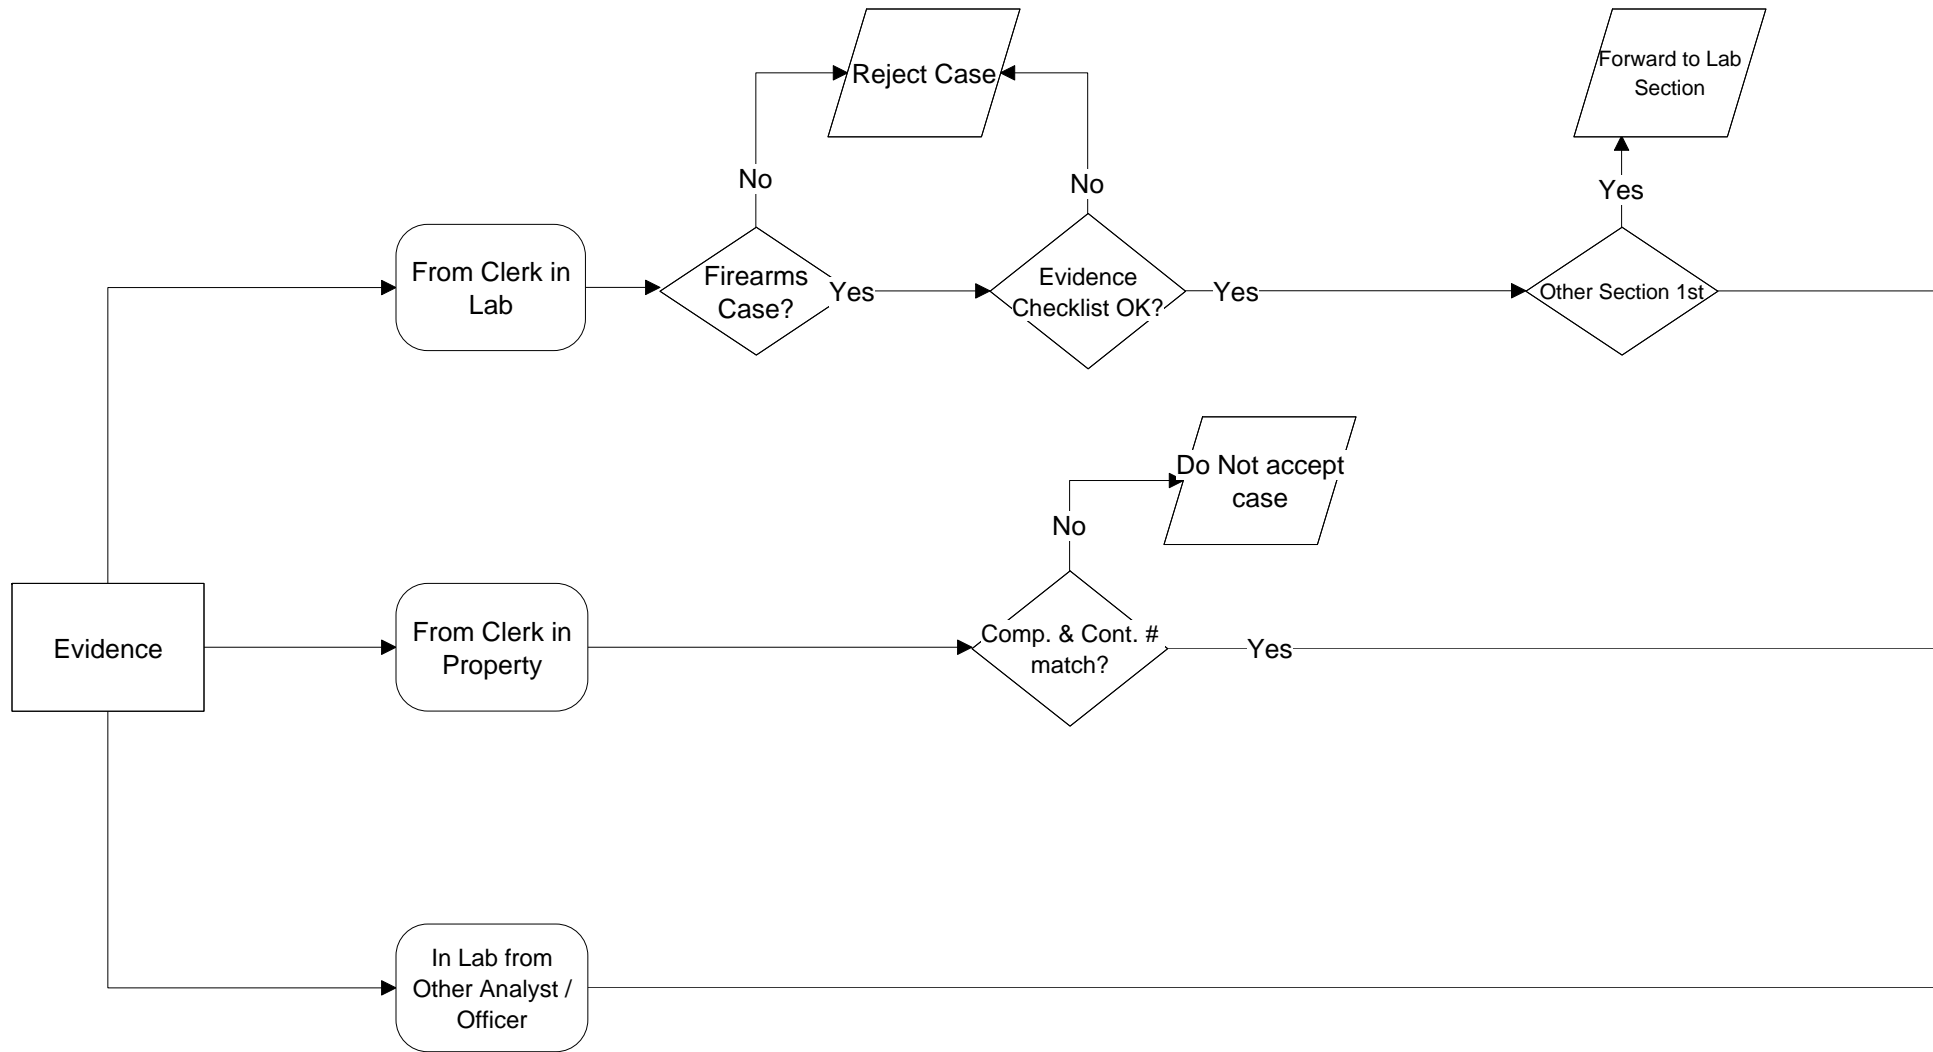 Reject Case
Forward to Lab
Section
No
No
Yes
From Clerk in
Lab
Firearms
Case?
Yes
Evidence
Checklist OK?
Yes
Other Section 1st
Do Not accept
case
No
Evidence
From Clerk in
Property
Comp. & Cont. #
match?
Yes
In Lab from
Other Analyst /
Officer